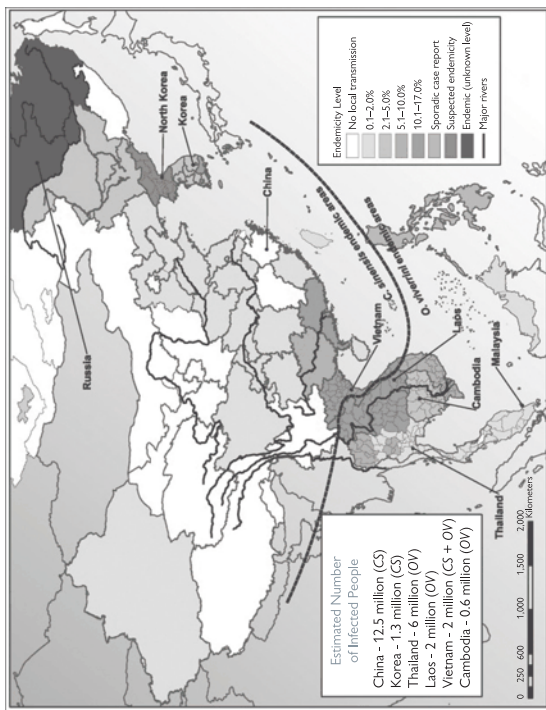 Endemicity Level
No local transmission
0.1–2.0%
2.1–5.0%
5.1–10.0%
10.1–17.0%
Sporadic case report
Suspected endemicity
Endemic (unknown level)
Major rivers
Russia
North Korea
Korea
China
C. sinensis endemic areas
O. viverrini endemic areas
Vietnam
Laos
Cambodia
Malaysia
Thailand
Estimated Number
of Infected People
China - 12.5 million (CS)
Korea - 1.3 million (CS)
Thailand - 6 million (OV)
Laos - 2 million (OV)
Vietnam - 2 million (CS + OV)
Cambodia - 0.6 million (OV)
0 250 600 1,000 1,500 2,000
Kilometers